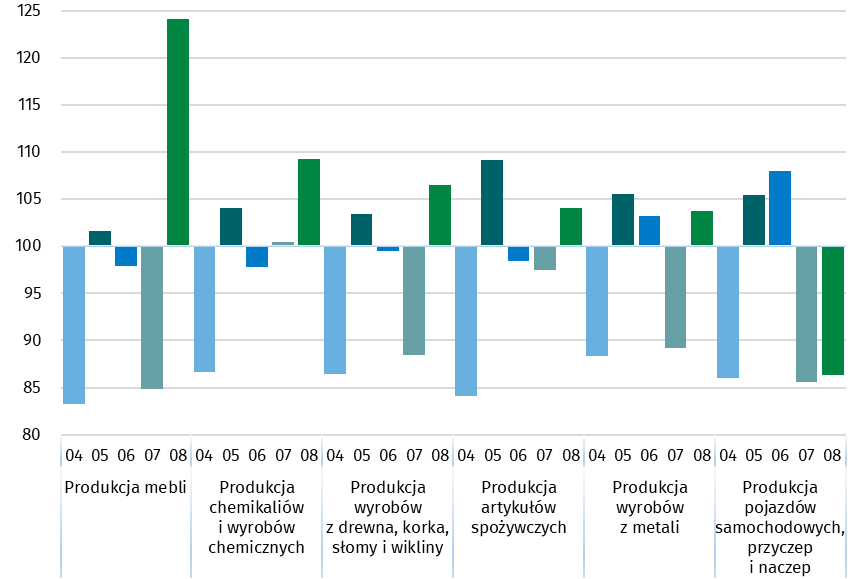 125
120
115
110
105
100
95
90
85
80
04 05 06 07 08 04 05 06 07 08 04 05 06 07 08 04 05 06 07 08 04 05 06 07 08 04 05 06 07 08
Produkcja mebli
Produkcja
chemikaliów
i wyrobów
chemicznych
Produkcja
wyrobów
z drewna, korka,
słomy i wikliny
Produkcja
artykułów
spożywczych
Produkcja
wyrobów
z metali
Produkcja
pojazdów
samochodowych,
przyczep
i naczep